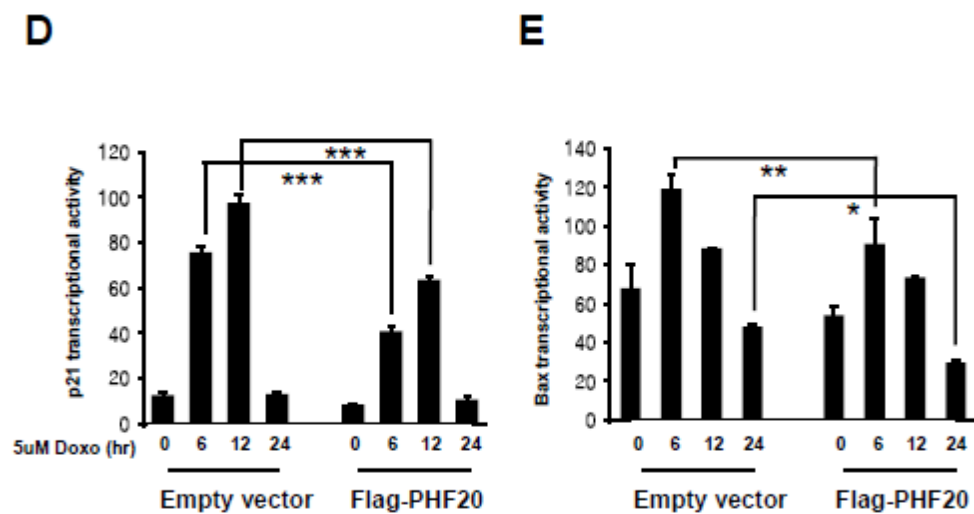 D
p21 transcriptional activity
120
100
80
60
40
20
0
***
***
5uM Doxo (hr) 0 6 12 24 0 6 12 24
Empty vector Flag-PHF20
E
Bax transcriptional activity
140
120
100
80
60
40
20
0
**
*
0 6 12 24 0 6 12 24
Empty vector Flag-PHF20